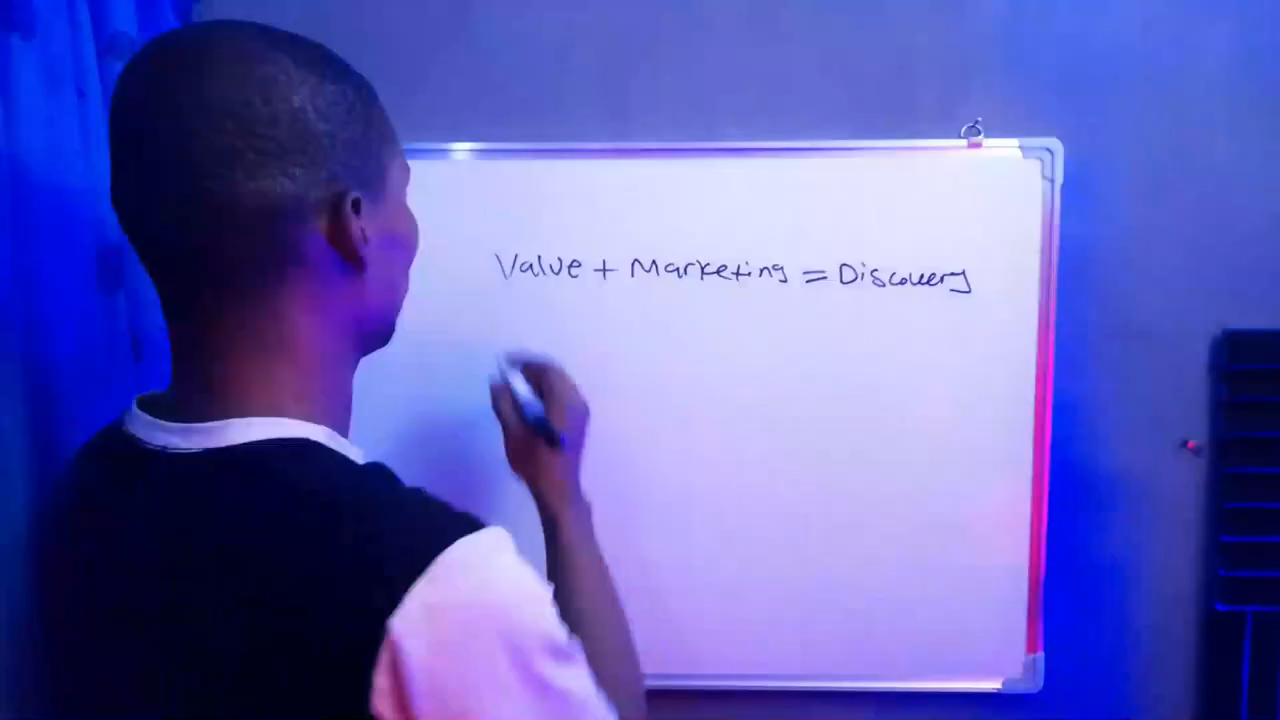 Value + Marketing = Discovery